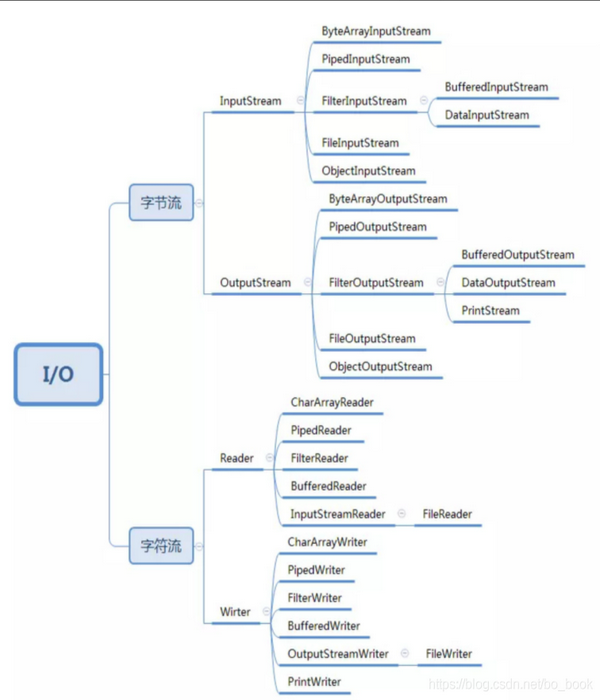 I/O
字节流
InputStream
ByteArrayInputStream
PipedInputStream
FilterInputStream
BufferedInputStream
DataInputStream
FileInputStream
ObjectInputStream
OutputStream
ByteArrayOutputStream
PipedOutputStream
FilterOutputStream
BufferedOutputStream
DataOutputStream
PrintStream
FileOutputStream
ObjectOutputStream
字符流
Reader
CharArrayReader
PipedReader
FilterReader
BufferedReader
InputStreamReader
FileReader
Wirter
CharArrayWriter
PipedWriter
FilterWriter
BufferedWriter
OutputStreamWriter
FileWriter
PrintWriter
https://blog.csdn.net/bo_book